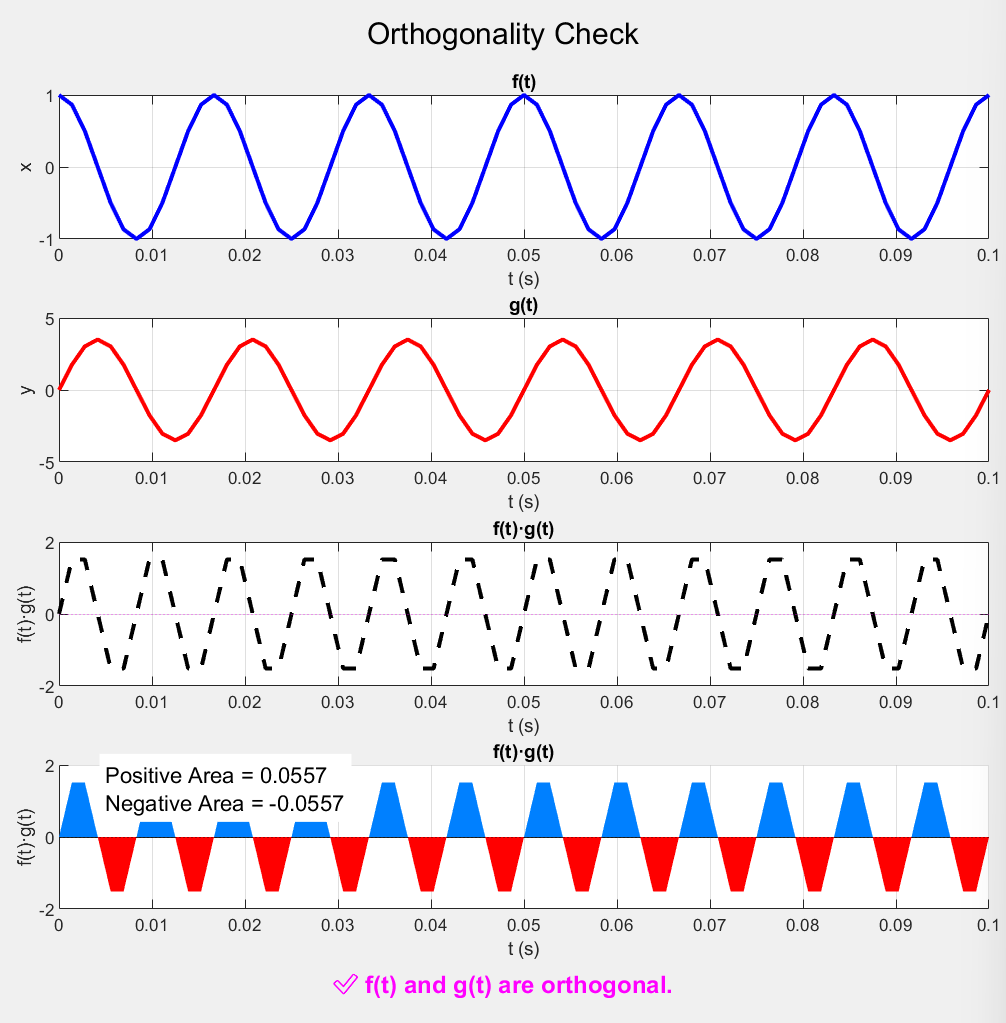 Orthogonality Check
f(t)
1
0
-1
x
0 0.01 0.02 0.03 0.04 0.05 0.06 0.07 0.08 0.09 0.1
t (s)
g(t)
5
0
-5
y
0 0.01 0.02 0.03 0.04 0.05 0.06 0.07 0.08 0.09 0.1
t (s)
f(t)·g(t)
2
0
-2
f(t)·g(t)
0 0.01 0.02 0.03 0.04 0.05 0.06 0.07 0.08 0.09 0.1
t (s)
f(t)·g(t)
2
0
-2
f(t)·g(t)
Positive Area = 0.0557
Negative Area = -0.0557
0 0.01 0.02 0.03 0.04 0.05 0.06 0.07 0.08 0.09 0.1
t (s)
✅ f(t) and g(t) are orthogonal.